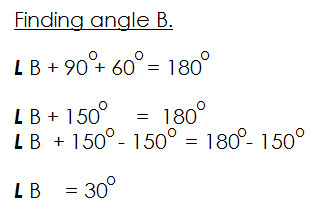 Finding angle B.
L B + 90° + 60° = 180°
L B + 150° = 180°
L B + 150° - 150° = 180° - 150°
L B = 30°